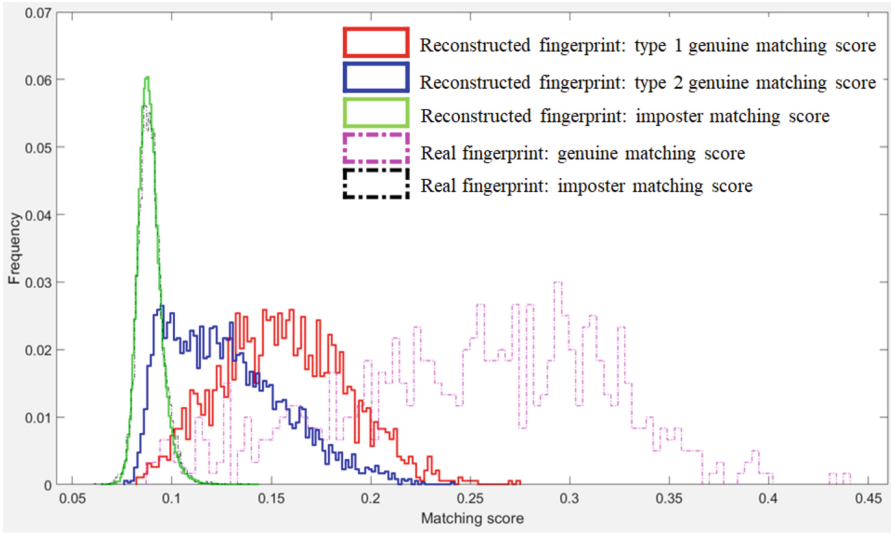 0.07
0.06
0.05
0.04
0.03
0.02
0.01
0
Frequency
Reconstructed fingerprint: type 1 genuine matching score
Reconstructed fingerprint: type 2 genuine matching score
Reconstructed fingerprint: imposter matching score
Real fingerprint: genuine matching score
Real fingerprint: imposter matching score
0.05 0.1 0.15 0.2 0.25 0.3 0.35 0.4 0.45
Matching score